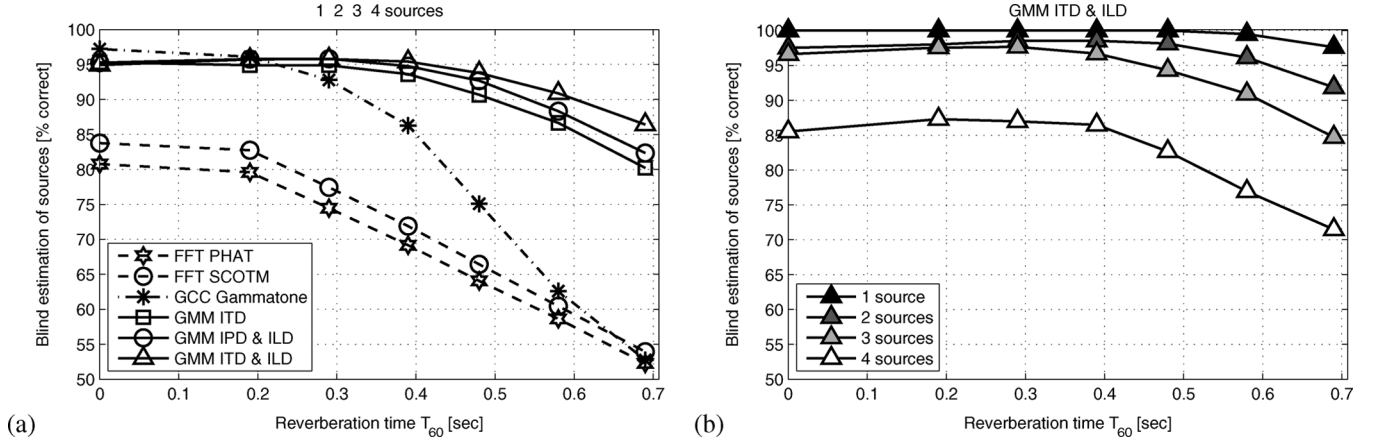 1 2 3 4 sources
100
95
90
85
80
75
70
65
60
55
50
Blind estimation of sources [% correct]
FFT PHAT
FFT SCOTM
GCC Gammatone
GMM ITD
GMM IPD & ILD
GMM ITD & ILD
0 0.1 0.2 0.3 0.4 0.5 0.6 0.7
Reverberation time T60 [sec]
(a)
GMM ITD & ILD
100
95
90
85
80
75
70
65
60
55
50
Blind estimation of sources [% correct]
1 source
2 sources
3 sources
4 sources
0 0.1 0.2 0.3 0.4 0.5 0.6 0.7
Reverberation time T60 [sec]
(b)